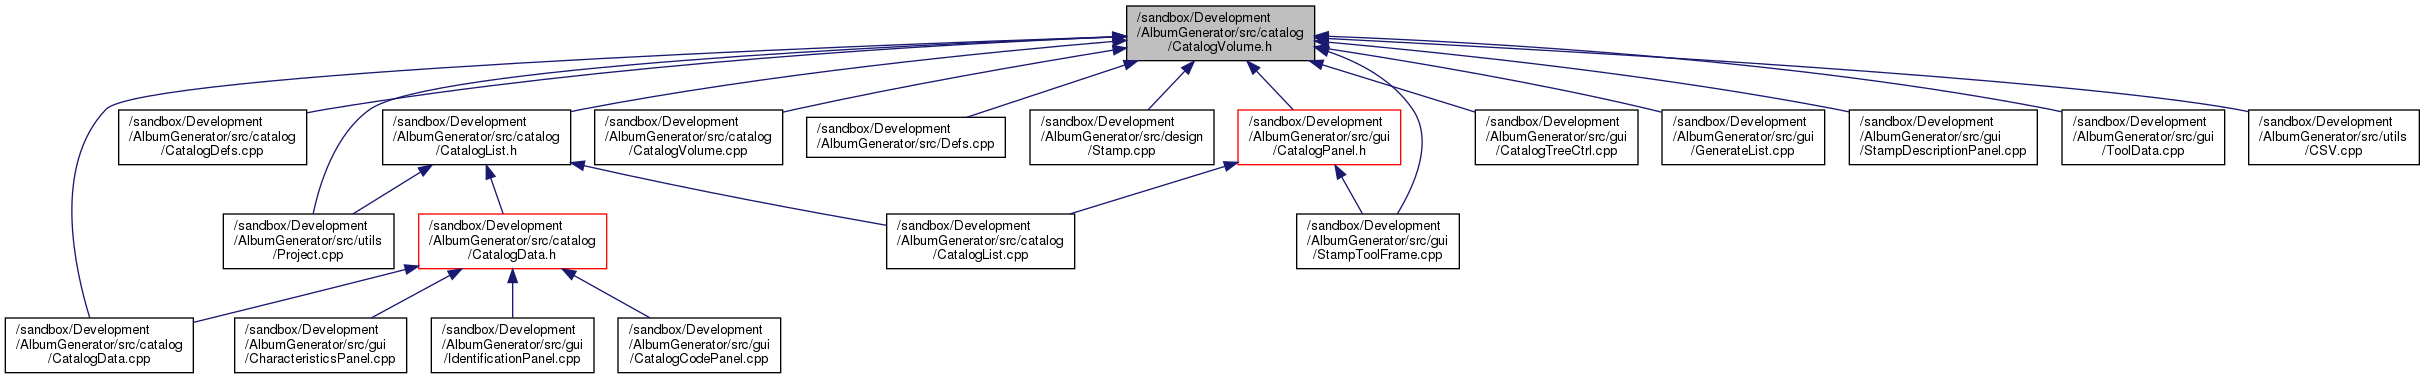 /sandbox/Development
/AlbumGenerator/src/catalog
/CatalogVolume.h
/sandbox/Development
/AlbumGenerator/src/catalog
/CatalogDefs.cpp
/sandbox/Development
/AlbumGenerator/src/catalog
/CatalogList.h
/sandbox/Development
/AlbumGenerator/src/catalog
/CatalogVolume.cpp
/sandbox/Development
/AlbumGenerator/src/Defs.cpp
/sandbox/Development
/AlbumGenerator/src/design
/Stamp.cpp
/sandbox/Development
/AlbumGenerator/src/gui
/CatalogPanel.h
/sandbox/Development
/AlbumGenerator/src/gui
/CatalogTreeCtrl.cpp
/sandbox/Development
/AlbumGenerator/src/gui
/GenerateList.cpp
/sandbox/Development
/AlbumGenerator/src/gui
/StampDescriptionPanel.cpp
/sandbox/Development
/AlbumGenerator/src/gui
/ToolData.cpp
/sandbox/Development
/AlbumGenerator/src/utils
/CSV.cpp
/sandbox/Development
/AlbumGenerator/src/utils
/Project.cpp
/sandbox/Development
/AlbumGenerator/src/catalog
/CatalogData.h
/sandbox/Development
/AlbumGenerator/src/catalog
/CatalogList.cpp
/sandbox/Development
/AlbumGenerator/src/gui
/StampToolFrame.cpp
/sandbox/Development
/AlbumGenerator/src/catalog
/CatalogData.cpp
/sandbox/Development
/AlbumGenerator/src/gui
/CharacteristicsPanel.cpp
/sandbox/Development
/AlbumGenerator/src/gui
/IdentificationPanel.cpp
/sandbox/Development
/AlbumGenerator/src/gui
/CatalogCodePanel.cpp